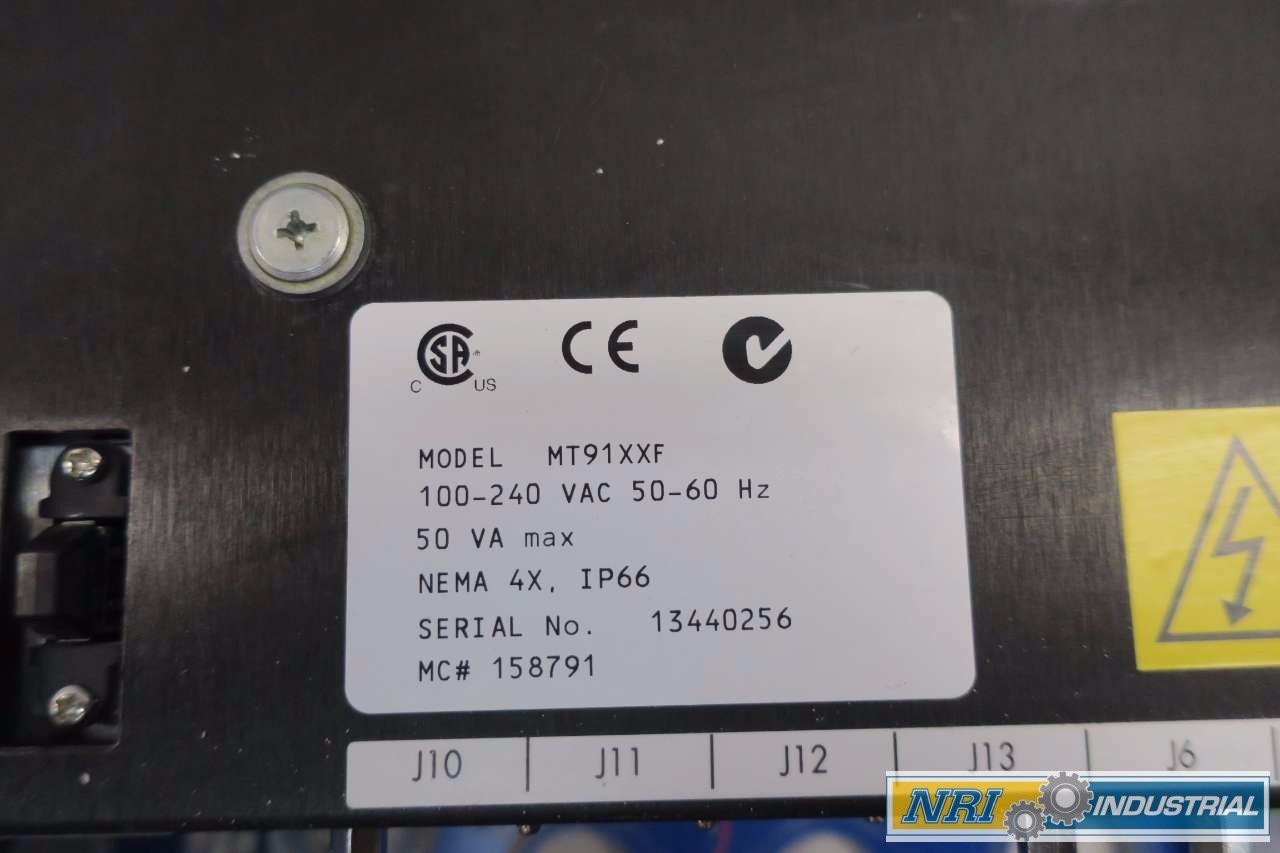 C SA US
CE
MODEL MT91XXF
100-240 VAC 50-60 Hz
50 VA max
NEMA 4X, IP66
SERIAL No. 13440256
MC# 158791
J10 J11 J12 J13 J6
NRI INDUSTRIAL